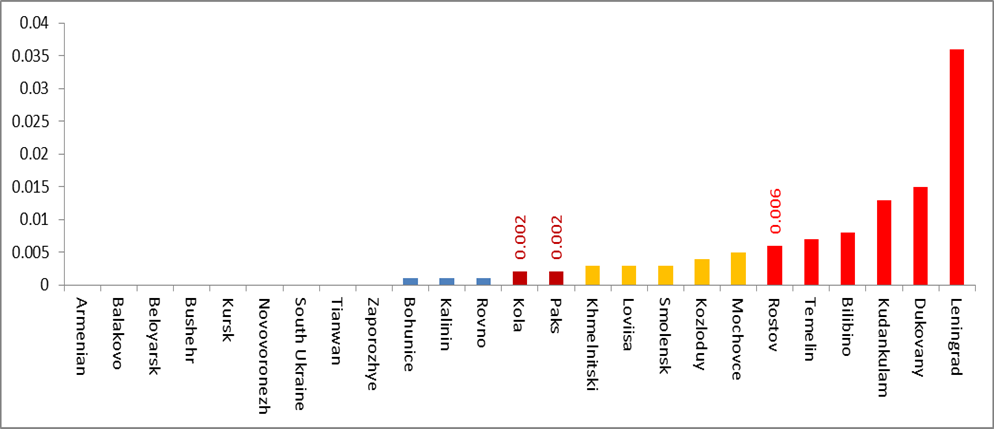 0.04
0.035
0.03
0.025
0.02
0.015
0.01
0.005
0
0.002
0.002
0.006
Armenian
Balakovo
Beloyarsk
Bushehr
Kursk
Novovoronezh
South Ukraine
Tianwan
Zaporozhye
Bohunice
Kalinin
Rovno
Kola
Paks
Khmelnitski
Loviisa
Smolensk
Kozloduy
Mochovce
Rostov
Temelin
Bilibino
Kudankulam
Dukovany
Leningrad